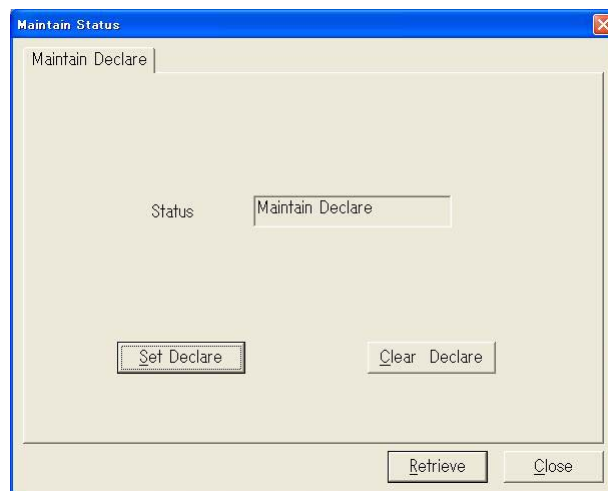 Maintain Status
Maintain Declare
Status Maintain Declare
Set Declare Clear Declare
Retrieve Close